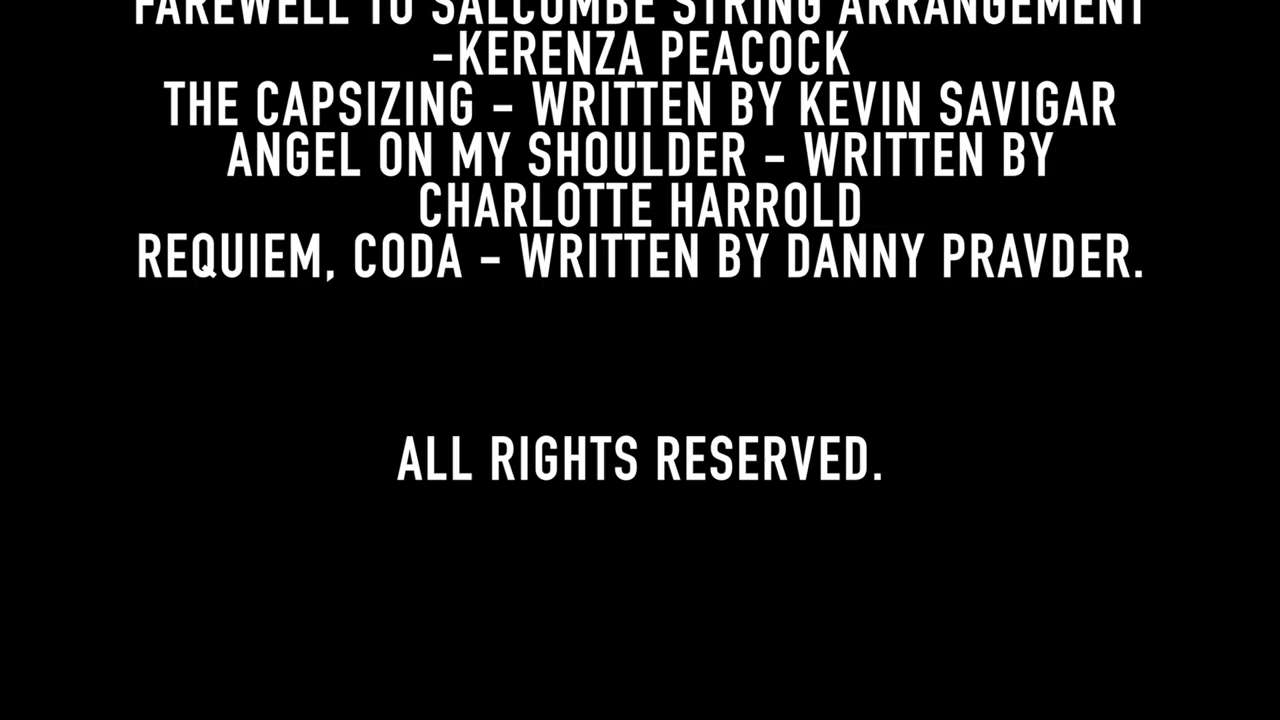 FAREWELL TO SALCOMBE STRING ARRANGEMENT
-KERENZA PEACOCK
THE CAPSIZING - WRITTEN BY KEVIN SAVIGAR
ANGEL ON MY SHOULDER - WRITTEN BY
CHARLOTTE HARROLD
REQUIEM, CODA - WRITTEN BY DANNY PRAVDER.
ALL RIGHTS RESERVED.